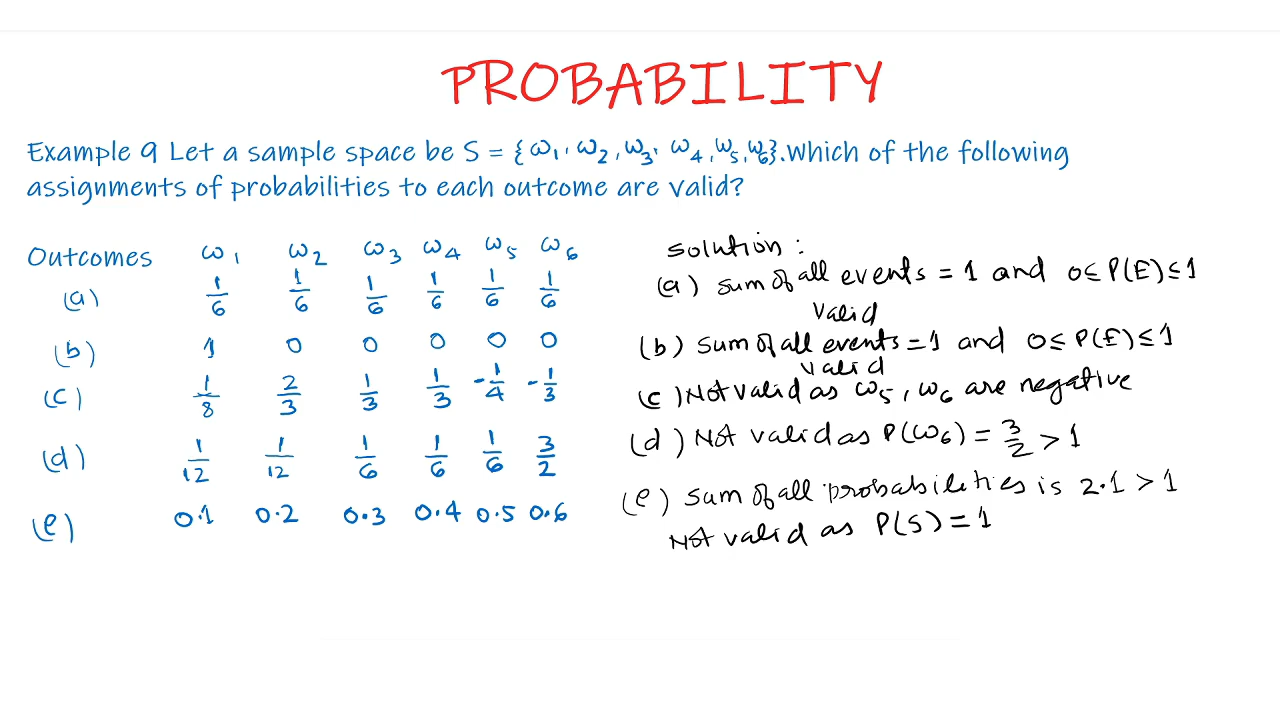 PROBABILITY
Example 9 Let a sample space be S = {ω₁, ω₂, ω₃, ω₄, ω₅, ω₆}.Which of the following
assignments of probabilities to each outcome are valid?
Outcomes ω₁ ω₂ ω₃ ω₄ ω₅ ω₆
(a) 1/6 1/6 1/6 1/6 1/6 1/6
(b) 1 0 0 0 0 0
(c) 1/8 2/3 1/3 1/3 -1/4 -1/3
(d) 1/12 1/12 1/6 1/6 1/6 3/2
(e) 0.1 0.2 0.3 0.4 0.5 0.6
Solution :
(a) Sum of all events = 1 and 0 ≤ P(E) ≤ 1
Valid
(b) Sum of all events = 1 and 0 ≤ P(E) ≤ 1
Valid
(c) Not valid as ω₅, ω₆ are negative
(d) Not valid as P(ω₆) = 3/2 > 1
(e) Sum of all probabilities is 2.1 > 1
Not valid as P(S) = 1